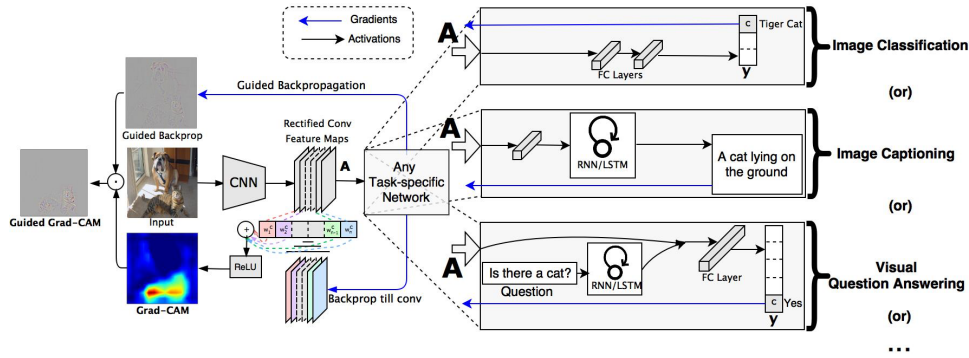 Gradients
Activations
A
c Tiger Cat
FC Layers
y
Image Classification
(or)
Guided Backpropagation
Guided Backprop
Rectified Conv
Feature Maps
A
CNN
Input
Any
Task-specific
Network
Guided Grad-CAM
A
RNN/LSTM
A cat lying on
the ground
Image Captioning
(or)
+
ReLU
Grad-CAM
Backprop till conv
A
Is there a cat?
Question
RNN/LSTM
FC Layer
c Yes
y
Visual
Question Answering
(or)
...